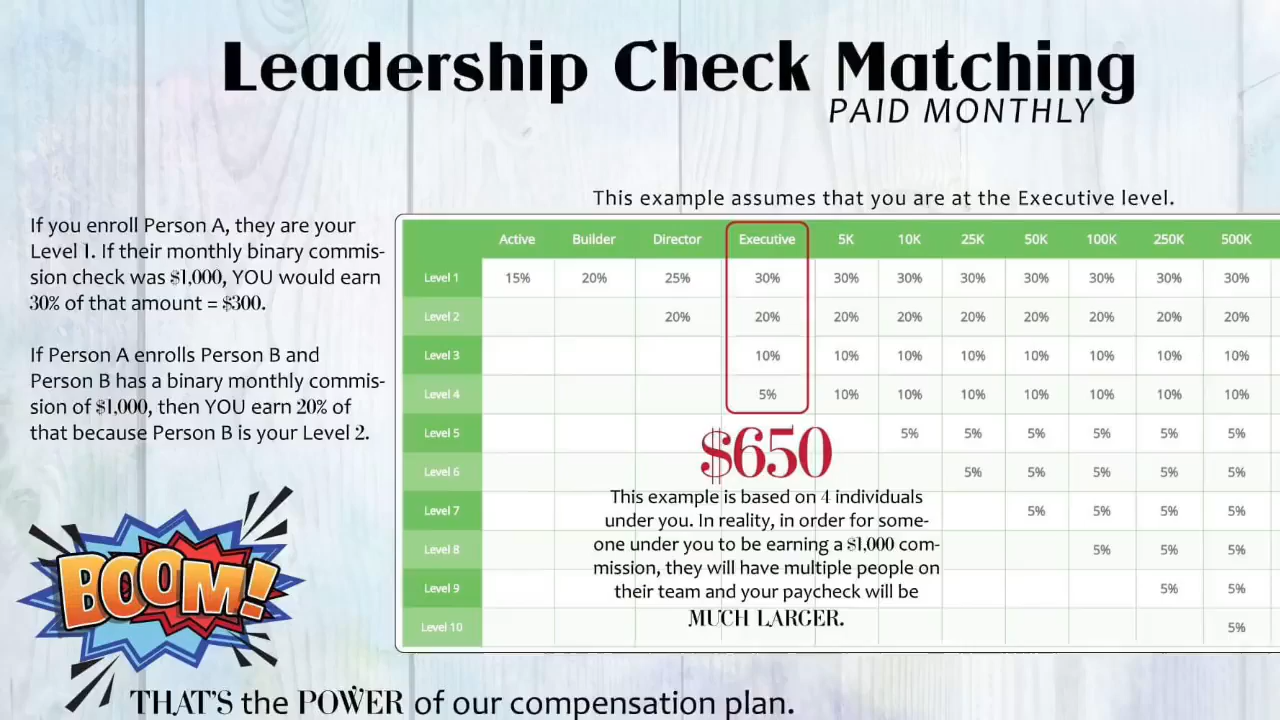 Leadership Check Matching
PAID MONTHLY
This example assumes that you are at the Executive level.
If you enroll Person A, they are your
Level 1. If their monthly binary commis-
sion check was $1,000, YOU would earn
30% of that amount = $300.
If Person A enrolls Person B and
Person B has a binary monthly commis-
sion of $1,000, then YOU earn 20% of
that because Person B is your Level 2.
Active Builder Director Executive 5K 10K 25K 50K 100K 250K 500K
Level 1 15% 20% 25% 30% 30% 30% 30% 30% 30% 30% 30%
Level 2 20% 20% 20% 20% 20% 20% 20% 20% 20%
Level 3 10% 10% 10% 10% 10% 10% 10% 10%
Level 4 5% 10% 10% 10% 10% 10% 10% 10%
Level 5 5% 5% 5% 5% 5% 5%
Level 6 5% 5% 5% 5% 5%
Level 7 5% 5% 5% 5%
Level 8 5% 5% 5%
Level 9 5% 5%
Level 10 5%
$650
This example is based on 4 individuals
under you. In reality, in order for some-
one under you to be earning a $1,000 com-
mission, they will have multiple people on
their team and your paycheck will be
MUCH LARGER.
BOOM!
THAT'S the POWER of our compensation plan.